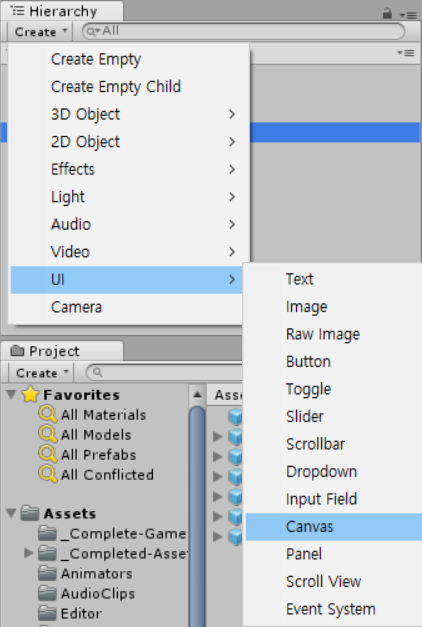 Hierarchy
Create
All
Create Empty
Create Empty Child
3D Object
2D Object
Effects
Light
Audio
Video
UI
Camera
Text
Image
Raw Image
Button
Toggle
Slider
Scrollbar
Dropdown
Input Field
Canvas
Panel
Scroll View
Event System
Project
Create
Favorites
All Materials
All Models
All Prefabs
All Conflicted
Assets
_Complete-Game
_Completed-Asse
Animators
AudioClips
Editor
Asse